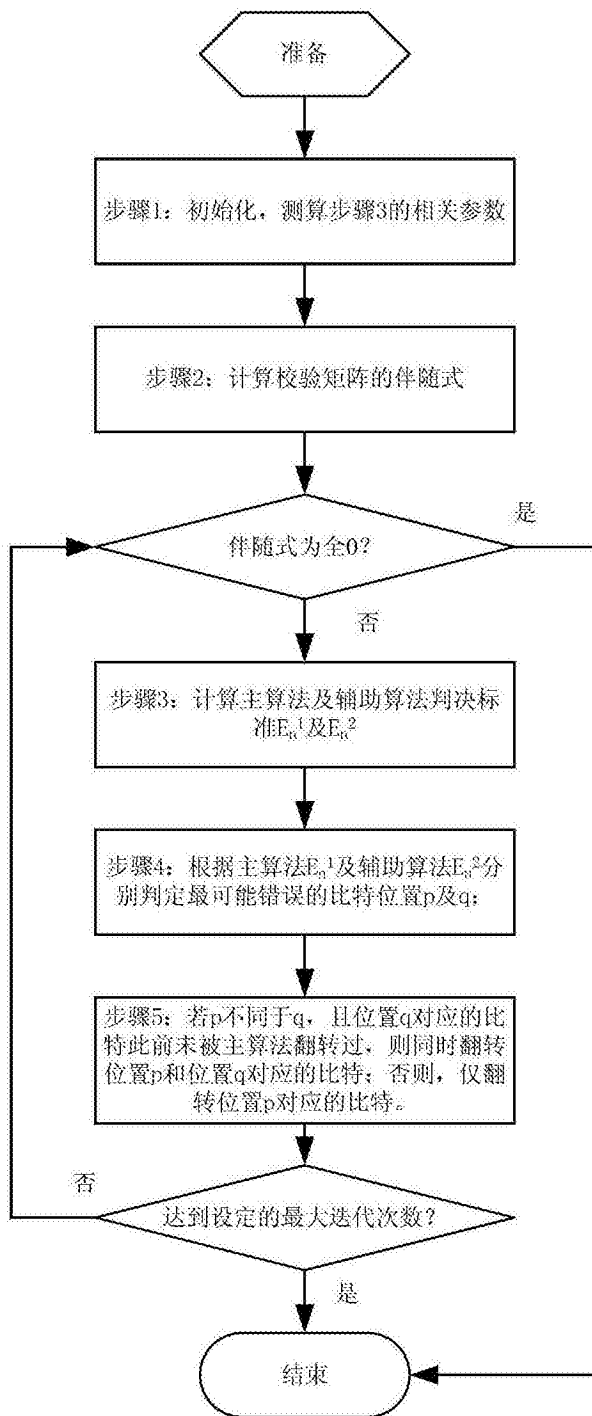 准备
步骤1：初始化，测算步骤3的相关参数
步骤2：计算校验矩阵的伴随式
伴随式为全0？
是
否
步骤3：计算主算法及辅助算法判决标
准Eₙ¹及Eₙ²
步骤4：根据主算法Eₙ¹及辅助算法Eₙ²分
别判定最可能错误的比特位置p及q；
步骤5：若p不同于q，且位置q对应的比
特此前未被主算法翻转过，则同时翻转
位置p和位置q对应的比特；否则，仅翻
转位置p对应的比特。
否
达到设定的最大迭代次数？
是
结束